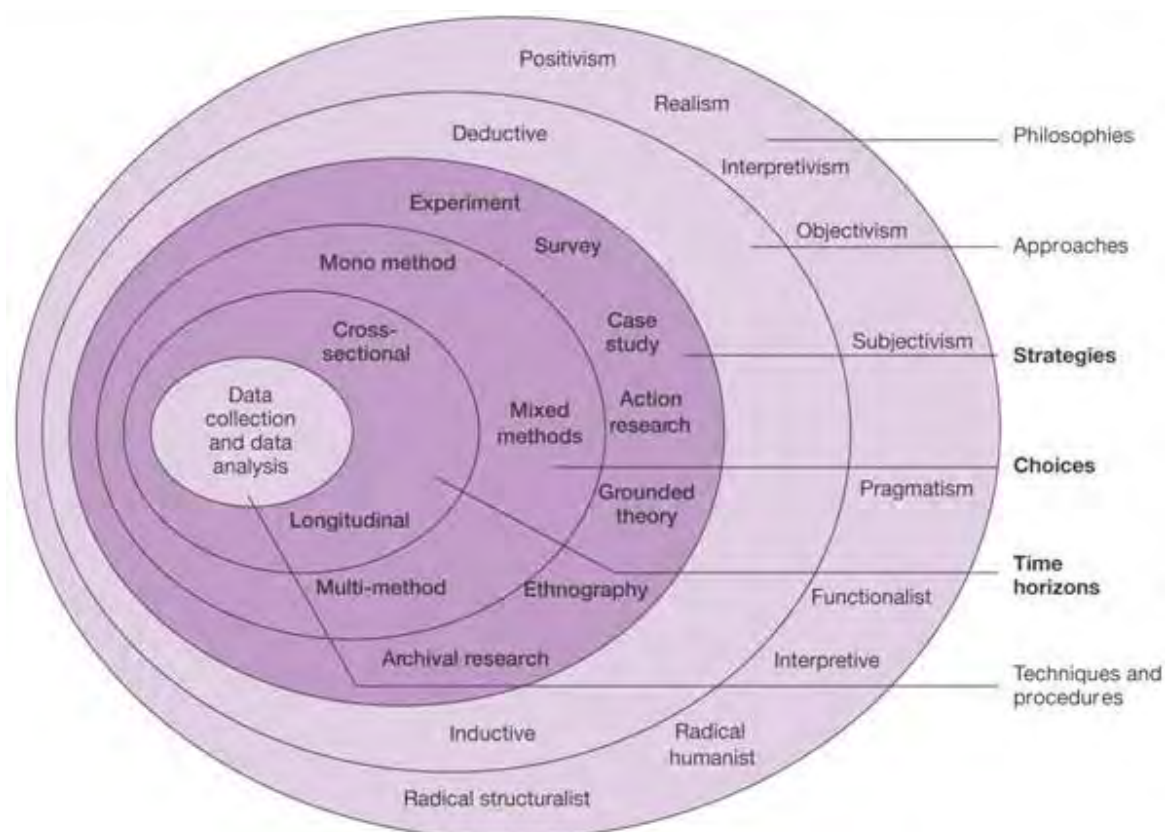 Positivism
Realism
Philosophies
Deductive
Interpretivism
Experiment
Objectivism
Approaches
Survey
Mono method
Case
study
Subjectivism
Strategies
Cross-
sectional
Data
collection
and data
analysis
Mixed
methods
Action
research
Choices
Pragmatism
Grounded
theory
Longitudinal
Time
horizons
Multi-method
Ethnography
Functionalist
Archival research
Interpretive
Techniques and
procedures
Inductive
Radical
humanist
Radical structuralist